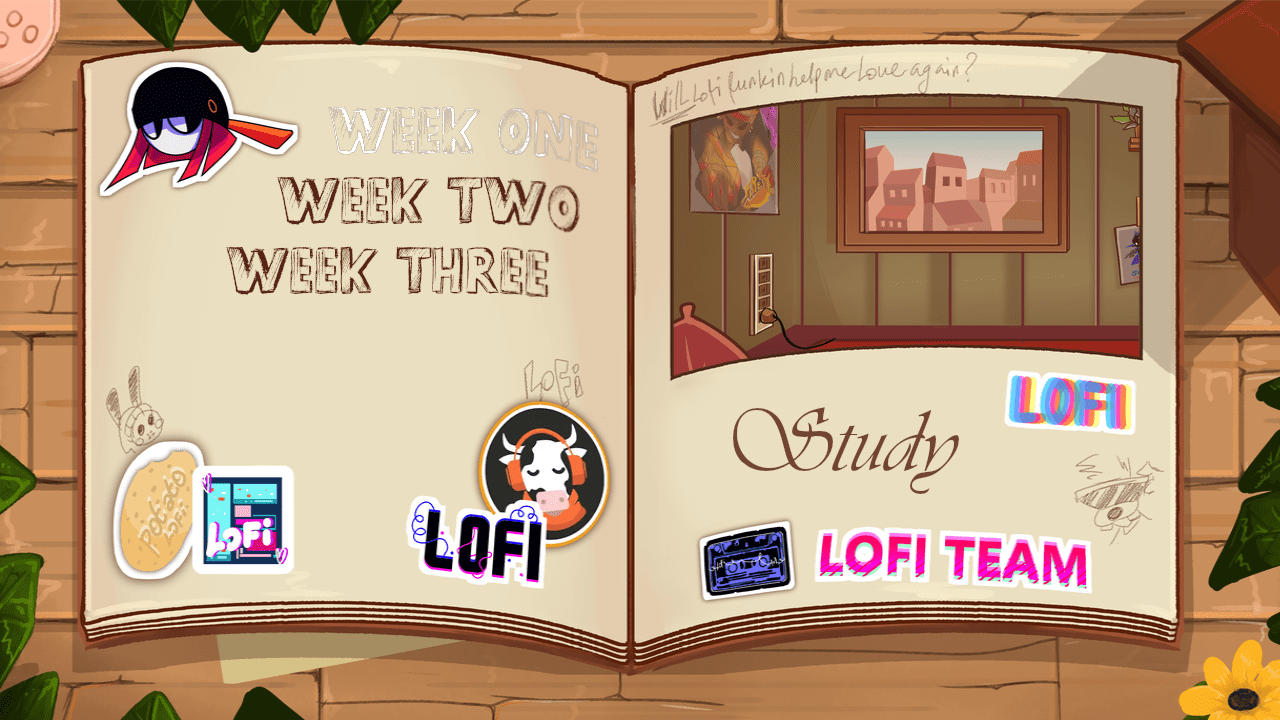 WEEK ONE
WEEK TWO
WEEK THREE
LoFi
Potato
LoFi
LOFI
Will Lofi funkin help me Love again?
Study
LOFI
LOFI TEAM